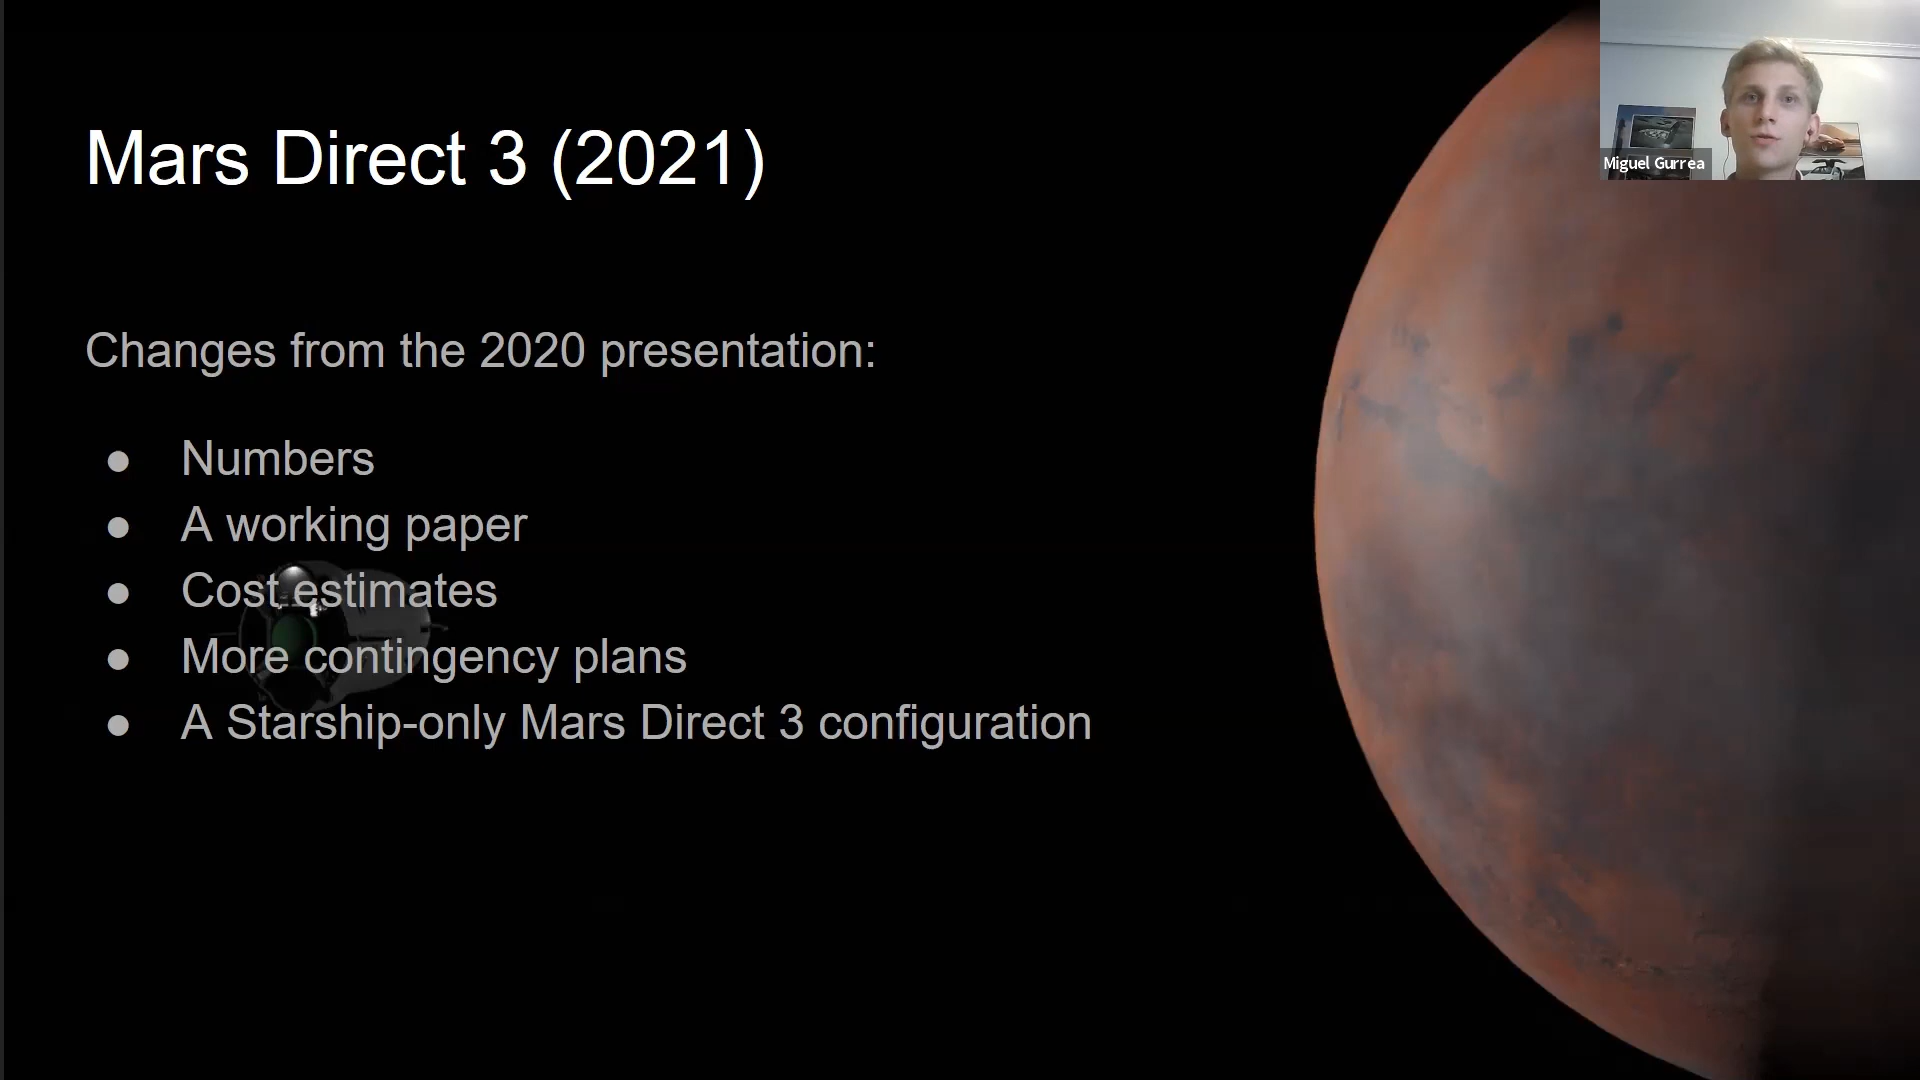 Mars Direct 3 (2021)
Miguel Gurrea
Changes from the 2020 presentation:
● Numbers
● A working paper
● Cost estimates
● More contingency plans
● A Starship-only Mars Direct 3 configuration